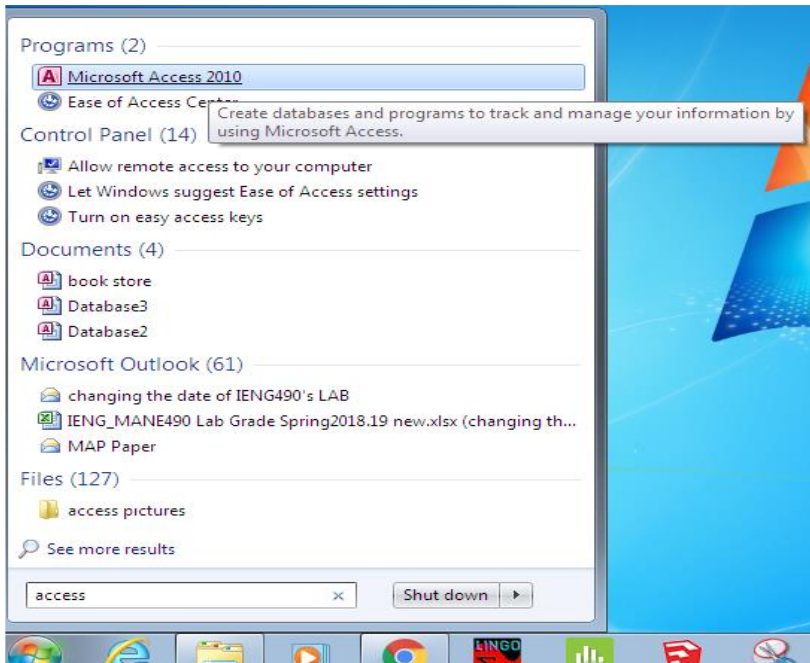 Programs (2)
Microsoft Access 2010
Ease of Access Center
Create databases and programs to track and manage your information by
using Microsoft Access.
Control Panel (14)
Allow remote access to your computer
Let Windows suggest Ease of Access settings
Turn on easy access keys
Documents (4)
book store
Database3
Database2
Microsoft Outlook (61)
changing the date of IENG490's LAB
IENG_MANE490 Lab Grade Spring2018.19 new.xlsx (changing th...
MAP Paper
Files (127)
access pictures
See more results
access
Shut down
LINGO